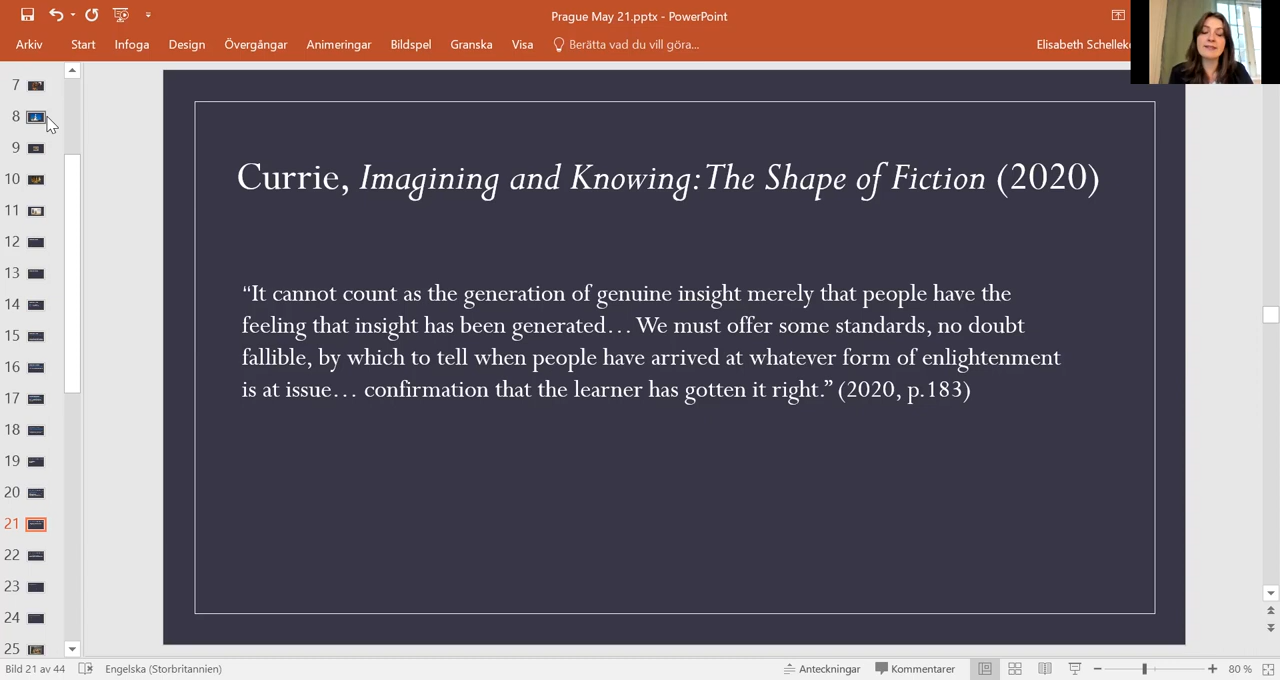 Prague May 21.pptx - PowerPoint
Arkiv Start Infoga Design Övergångar Animeringar Bildspel Granska Visa Berätta vad du vill göra...
Elisabeth Schelleke
7
8
9
10
11
12
13
14
15
16
17
18
19
20
21
22
23
24
25
Currie, Imagining and Knowing: The Shape of Fiction (2020)
“It cannot count as the generation of genuine insight merely that people have the
feeling that insight has been generated… We must offer some standards, no doubt
fallible, by which to tell when people have arrived at whatever form of enlightenment
is at issue… confirmation that the learner has gotten it right.” (2020, p.183)
Bild 21 av 44 Engelska (Storbritannien) Anteckningar Kommentarer 80 %